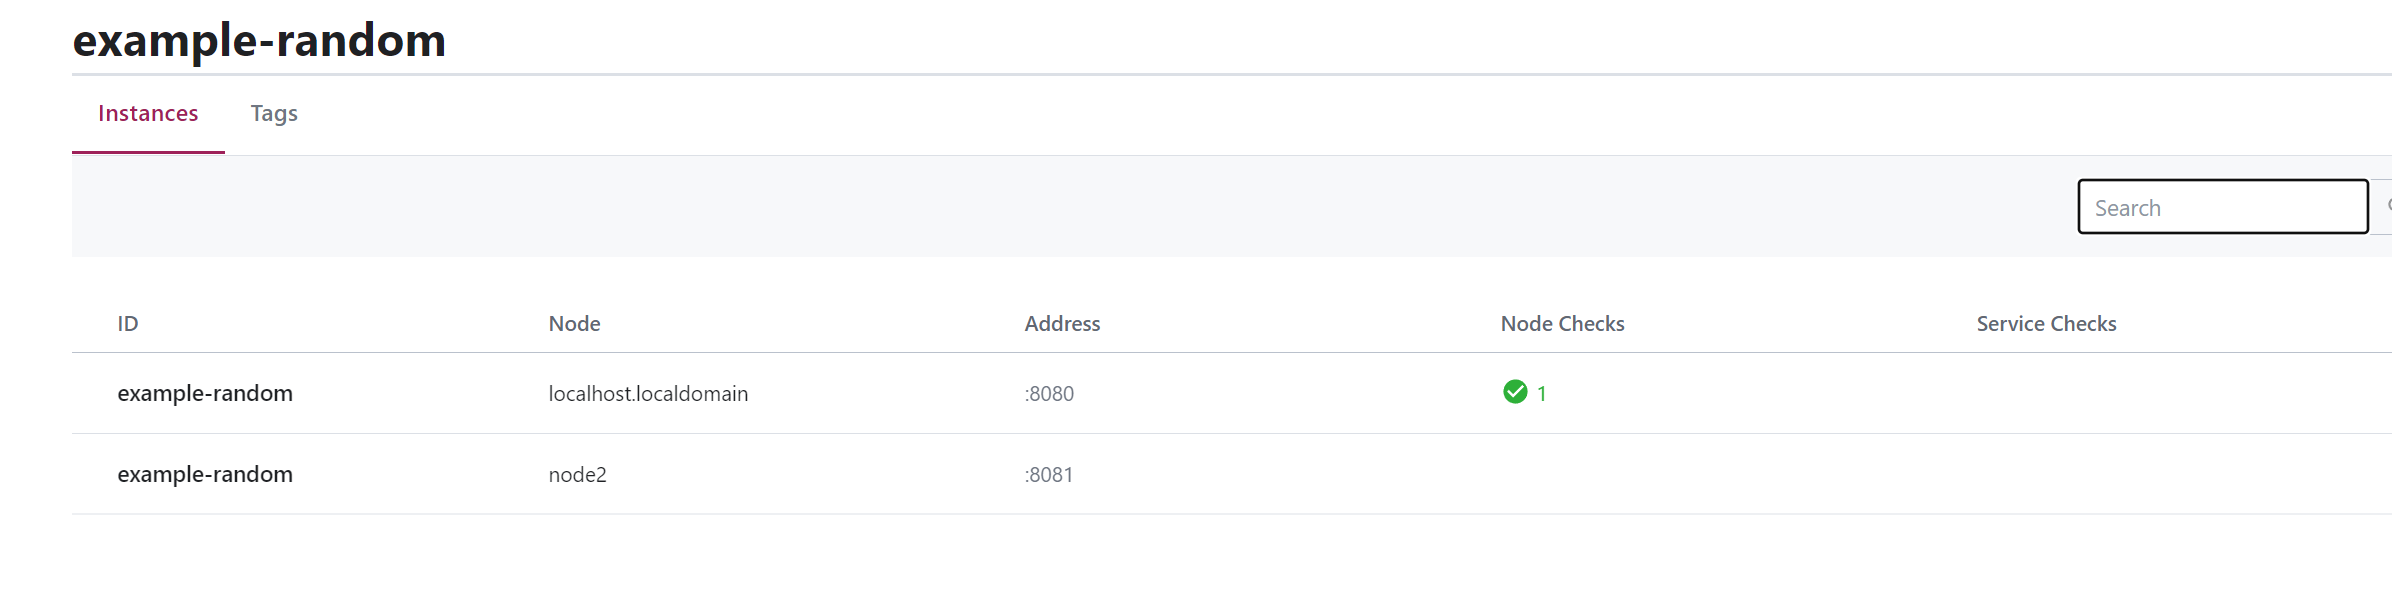 example-random
Instances Tags
Search
ID Node Address Node Checks Service Checks
example-random localhost.localdomain :8080 1
example-random node2 :8081